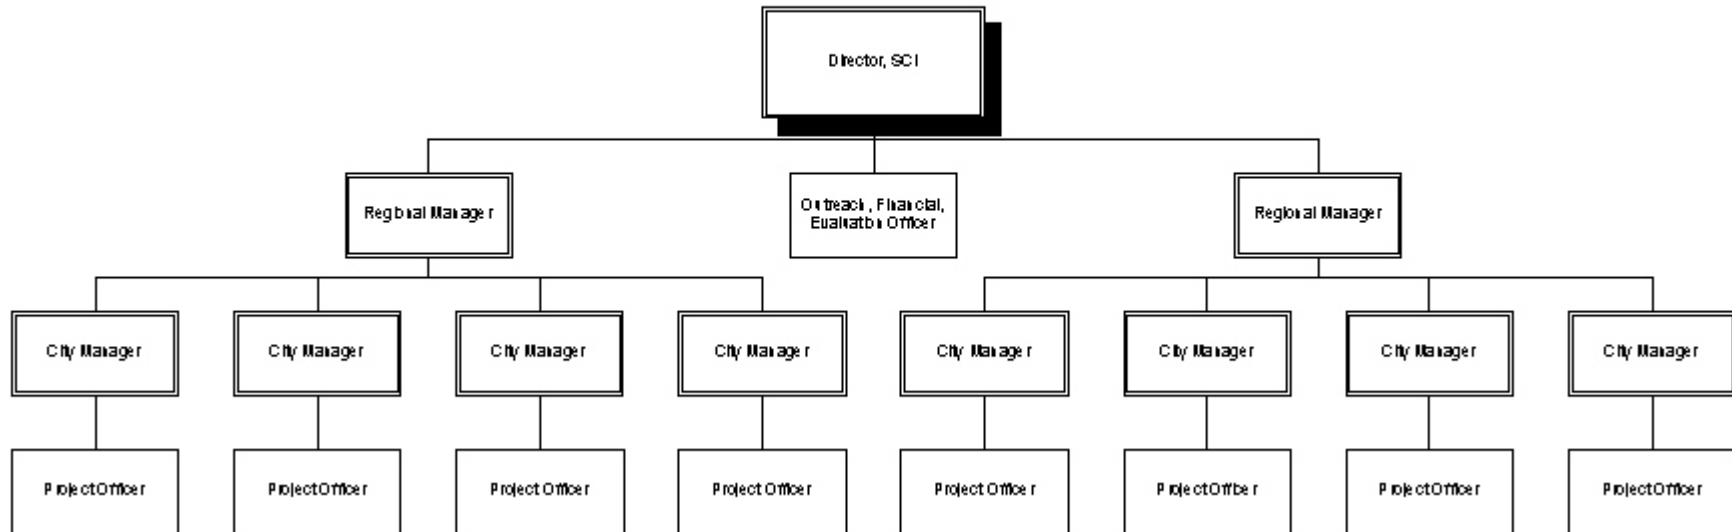 Director, SCI
Regional Manager
Outreach, Financial,
Evaluation Officer
Regional Manager
City Manager
City Manager
City Manager
City Manager
City Manager
City Manager
City Manager
City Manager
Project Officer
Project Officer
Project Officer
Project Officer
Project Officer
Project Officer
Project Officer
Project Officer